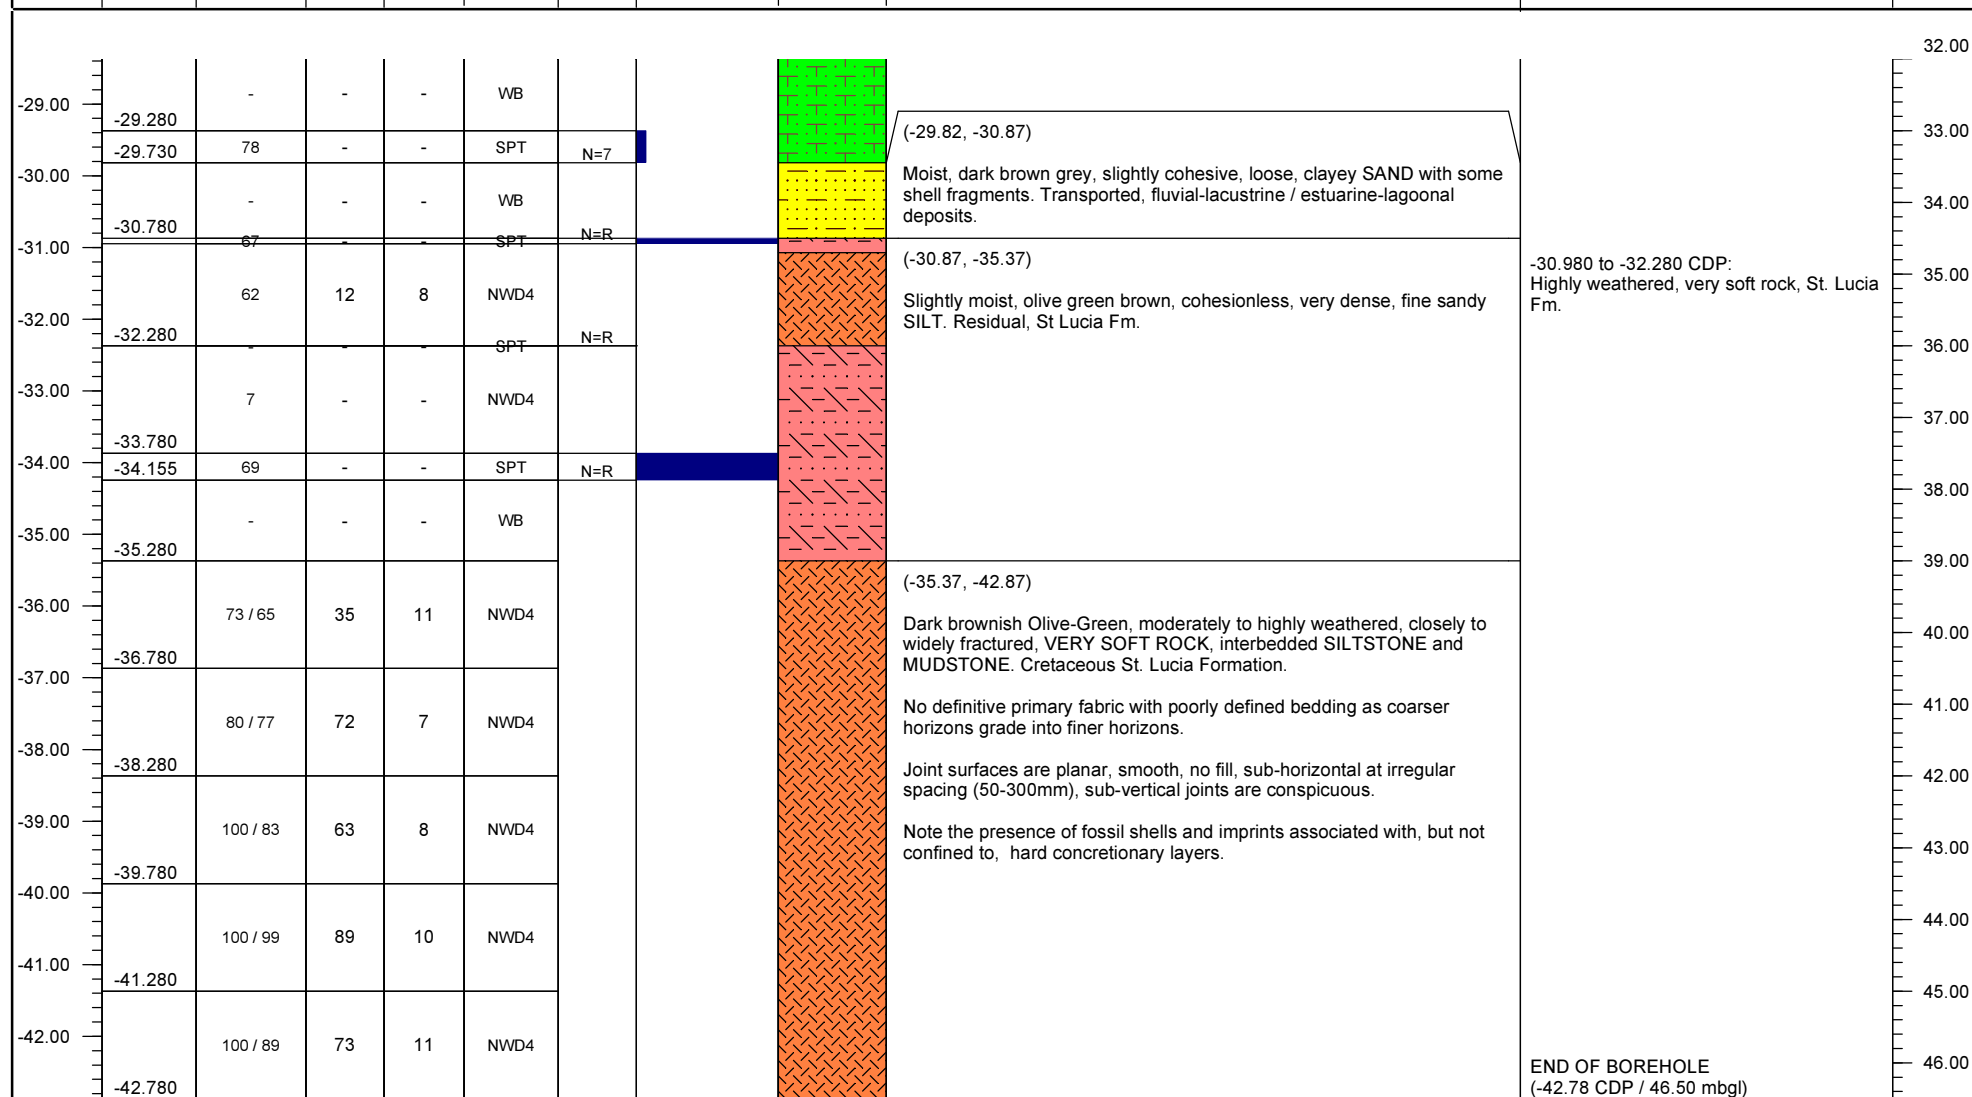 32.00
-29.00
-29.280
- - - WB
33.00
-29.730
78 - - SPT N=7
(-29.82, -30.87)
Moist, dark brown grey, slightly cohesive, loose, clayey SAND with some
shell fragments. Transported, fluvial-lacustrine / estuarine-lagoonal
deposits.
-30.00
- - - WB
34.00
-30.780
67 - - SPT N=R
-31.00
(-30.87, -35.37)
Slightly moist, olive green brown, cohesionless, very dense, fine sandy
SILT. Residual, St Lucia Fm.
-30.980 to -32.280 CDP:
Highly weathered, very soft rock, St. Lucia
Fm.
35.00
62 12 8 NWD4
-32.00
-32.280
- - - SPT N=R
36.00
-33.00
7 - - NWD4
37.00
-33.780
-34.00
-34.155
69 - - SPT N=R
38.00
- - - WB
-35.00
-35.280
39.00
(-35.37, -42.87)
Dark brownish Olive-Green, moderately to highly weathered, closely to
widely fractured, VERY SOFT ROCK, interbedded SILTSTONE and
MUDSTONE. Cretaceous St. Lucia Formation.
No definitive primary fabric with poorly defined bedding as coarser
horizons grade into finer horizons.
Joint surfaces are planar, smooth, no fill, sub-horizontal at irregular
spacing (50-300mm), sub-vertical joints are conspicuous.
Note the presence of fossil shells and imprints associated with, but not
confined to, hard concretionary layers.
-36.00
73 / 65 35 11 NWD4
40.00
-36.780
-37.00
41.00
80 / 77 72 7 NWD4
-38.00
-38.280
42.00
-39.00
100 / 83 63 8 NWD4
43.00
-39.780
-40.00
44.00
100 / 99 89 10 NWD4
-41.00
-41.280
45.00
-42.00
100 / 89 73 11 NWD4
46.00
-42.780
END OF BOREHOLE
(-42.78 CDP / 46.50 mbgl)